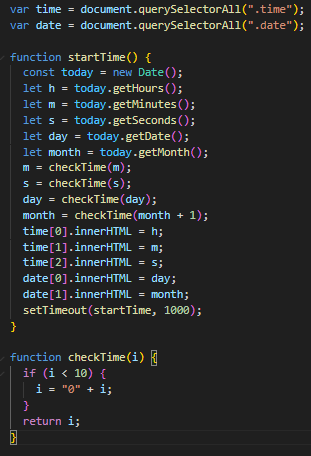 var time = document.querySelectorAll(".time");
var date = document.querySelectorAll(".date");

function startTime() {
  const today = new Date();
  let h = today.getHours();
  let m = today.getMinutes();
  let s = today.getSeconds();
  let day = today.getDate();
  let month = today.getMonth();
  m = checkTime(m);
  s = checkTime(s);
  day = checkTime(day);
  month = checkTime(month + 1);
  time[0].innerHTML = h;
  time[1].innerHTML = m;
  time[2].innerHTML = s;
  date[0].innerHTML = day;
  date[1].innerHTML = month;
  setTimeout(startTime, 1000);
}

function checkTime(i) {
  if (i < 10) {
    i = "0" + i;
  }
  return i;
}